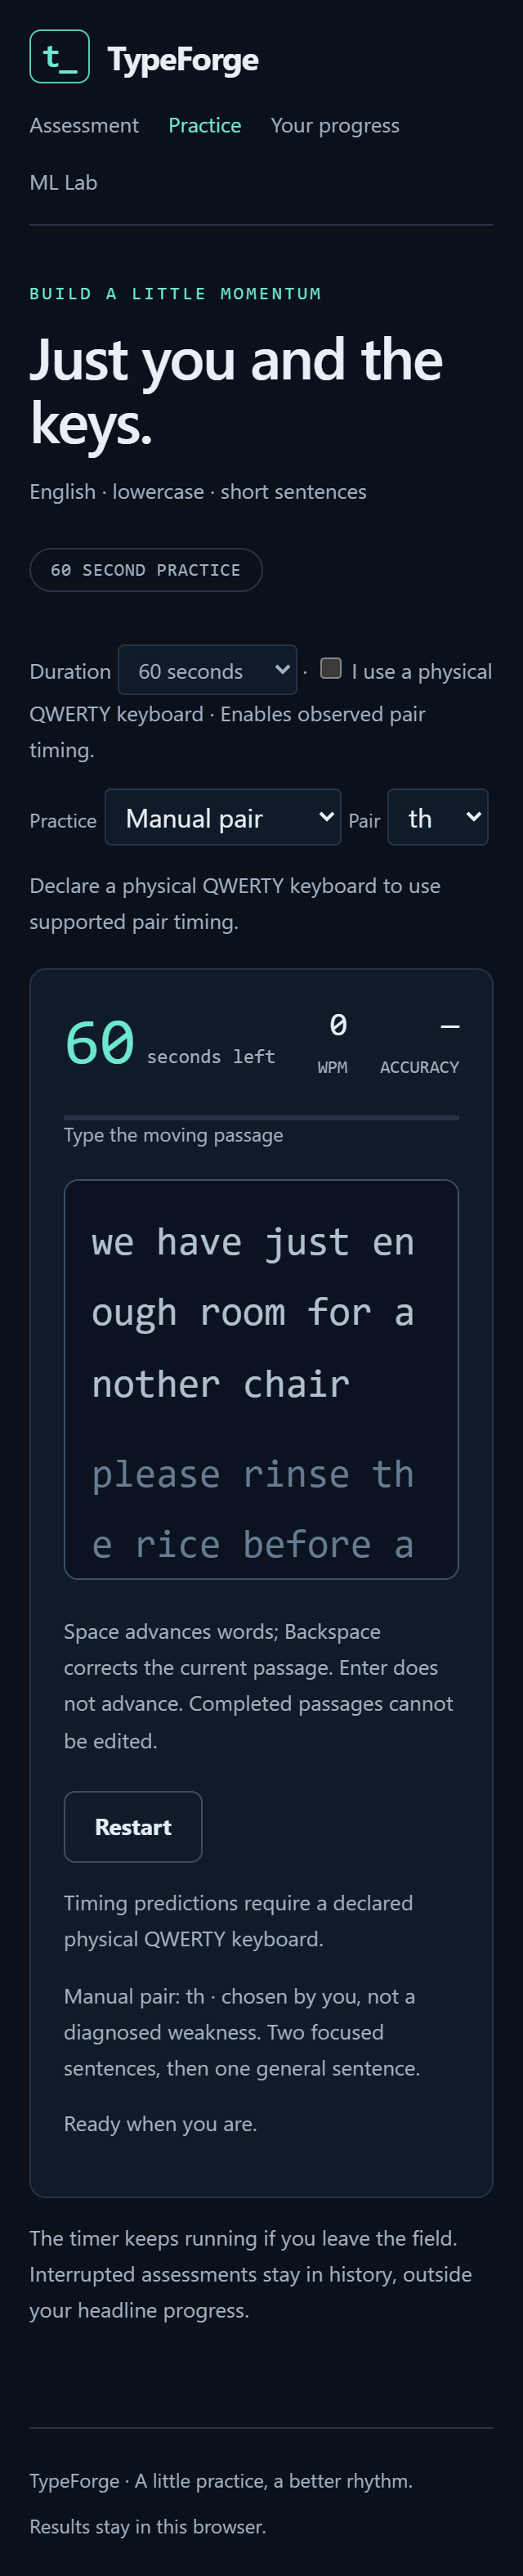 t_ TypeForge
Assessment Practice Your progress
ML Lab
BUILD A LITTLE MOMENTUM
Just you and the
keys.
English · lowercase · short sentences
60 SECOND PRACTICE
Duration 60 seconds · I use a physical
QWERTY keyboard · Enables observed pair
timing.
Practice Manual pair Pair th
Declare a physical QWERTY keyboard to use
supported pair timing.
60 seconds left 0 WPM — ACCURACY
Type the moving passage
we have just en
ough room for a
nother chair
please rinse th
e rice before a
Space advances words; Backspace
corrects the current passage. Enter does
not advance. Completed passages cannot
be edited.
Restart
Timing predictions require a declared
physical QWERTY keyboard.
Manual pair: th · chosen by you, not a
diagnosed weakness. Two focused
sentences, then one general sentence.
Ready when you are.
The timer keeps running if you leave the field.
Interrupted assessments stay in history, outside
your headline progress.
TypeForge · A little practice, a better rhythm.
Results stay in this browser.